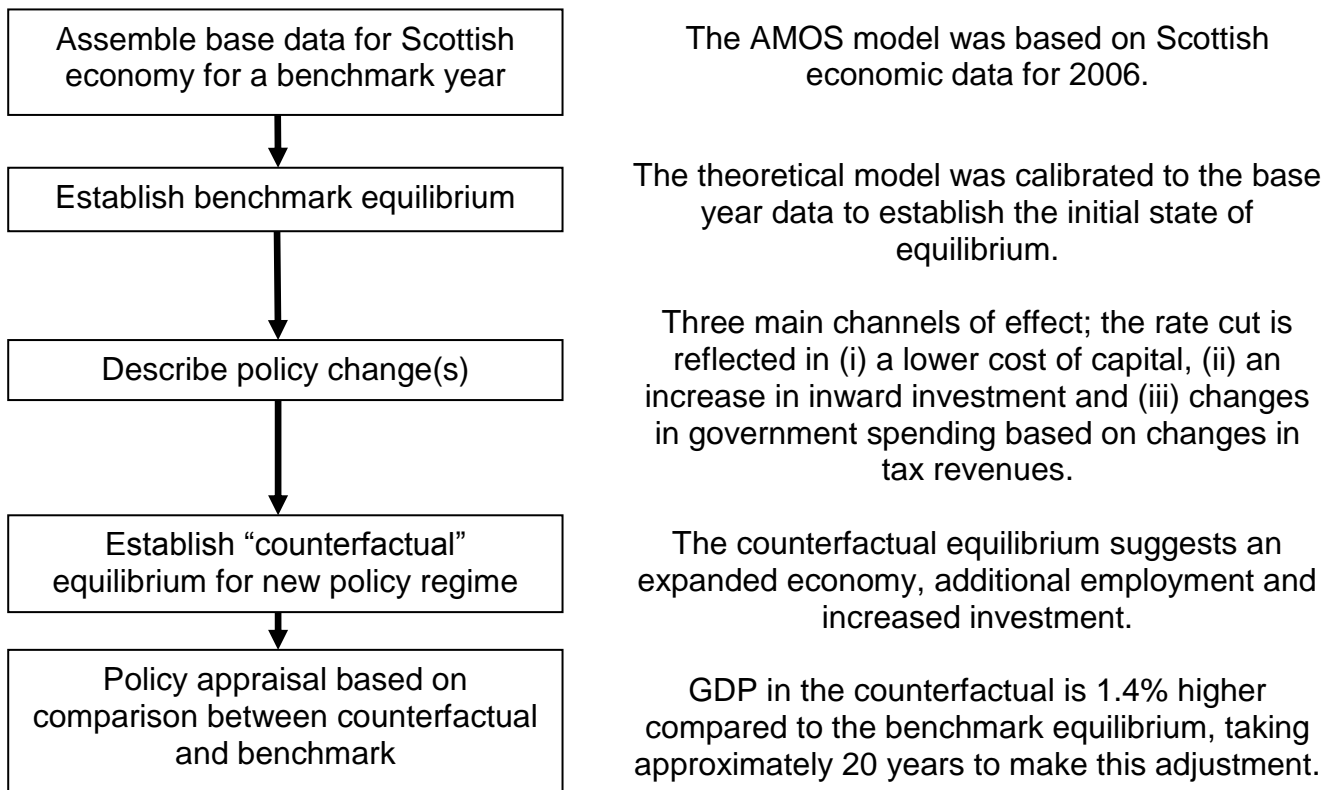 Assemble base data for Scottish
economy for a benchmark year
The AMOS model was based on Scottish
economic data for 2006.
Establish benchmark equilibrium
The theoretical model was calibrated to the base
year data to establish the initial state of
equilibrium.
Describe policy change(s)
Three main channels of effect; the rate cut is
reflected in (i) a lower cost of capital, (ii) an
increase in inward investment and (iii) changes
in government spending based on changes in
tax revenues.
Establish “counterfactual”
equilibrium for new policy regime
The counterfactual equilibrium suggests an
expanded economy, additional employment and
increased investment.
Policy appraisal based on
comparison between counterfactual
and benchmark
GDP in the counterfactual is 1.4% higher
compared to the benchmark equilibrium, taking
approximately 20 years to make this adjustment.